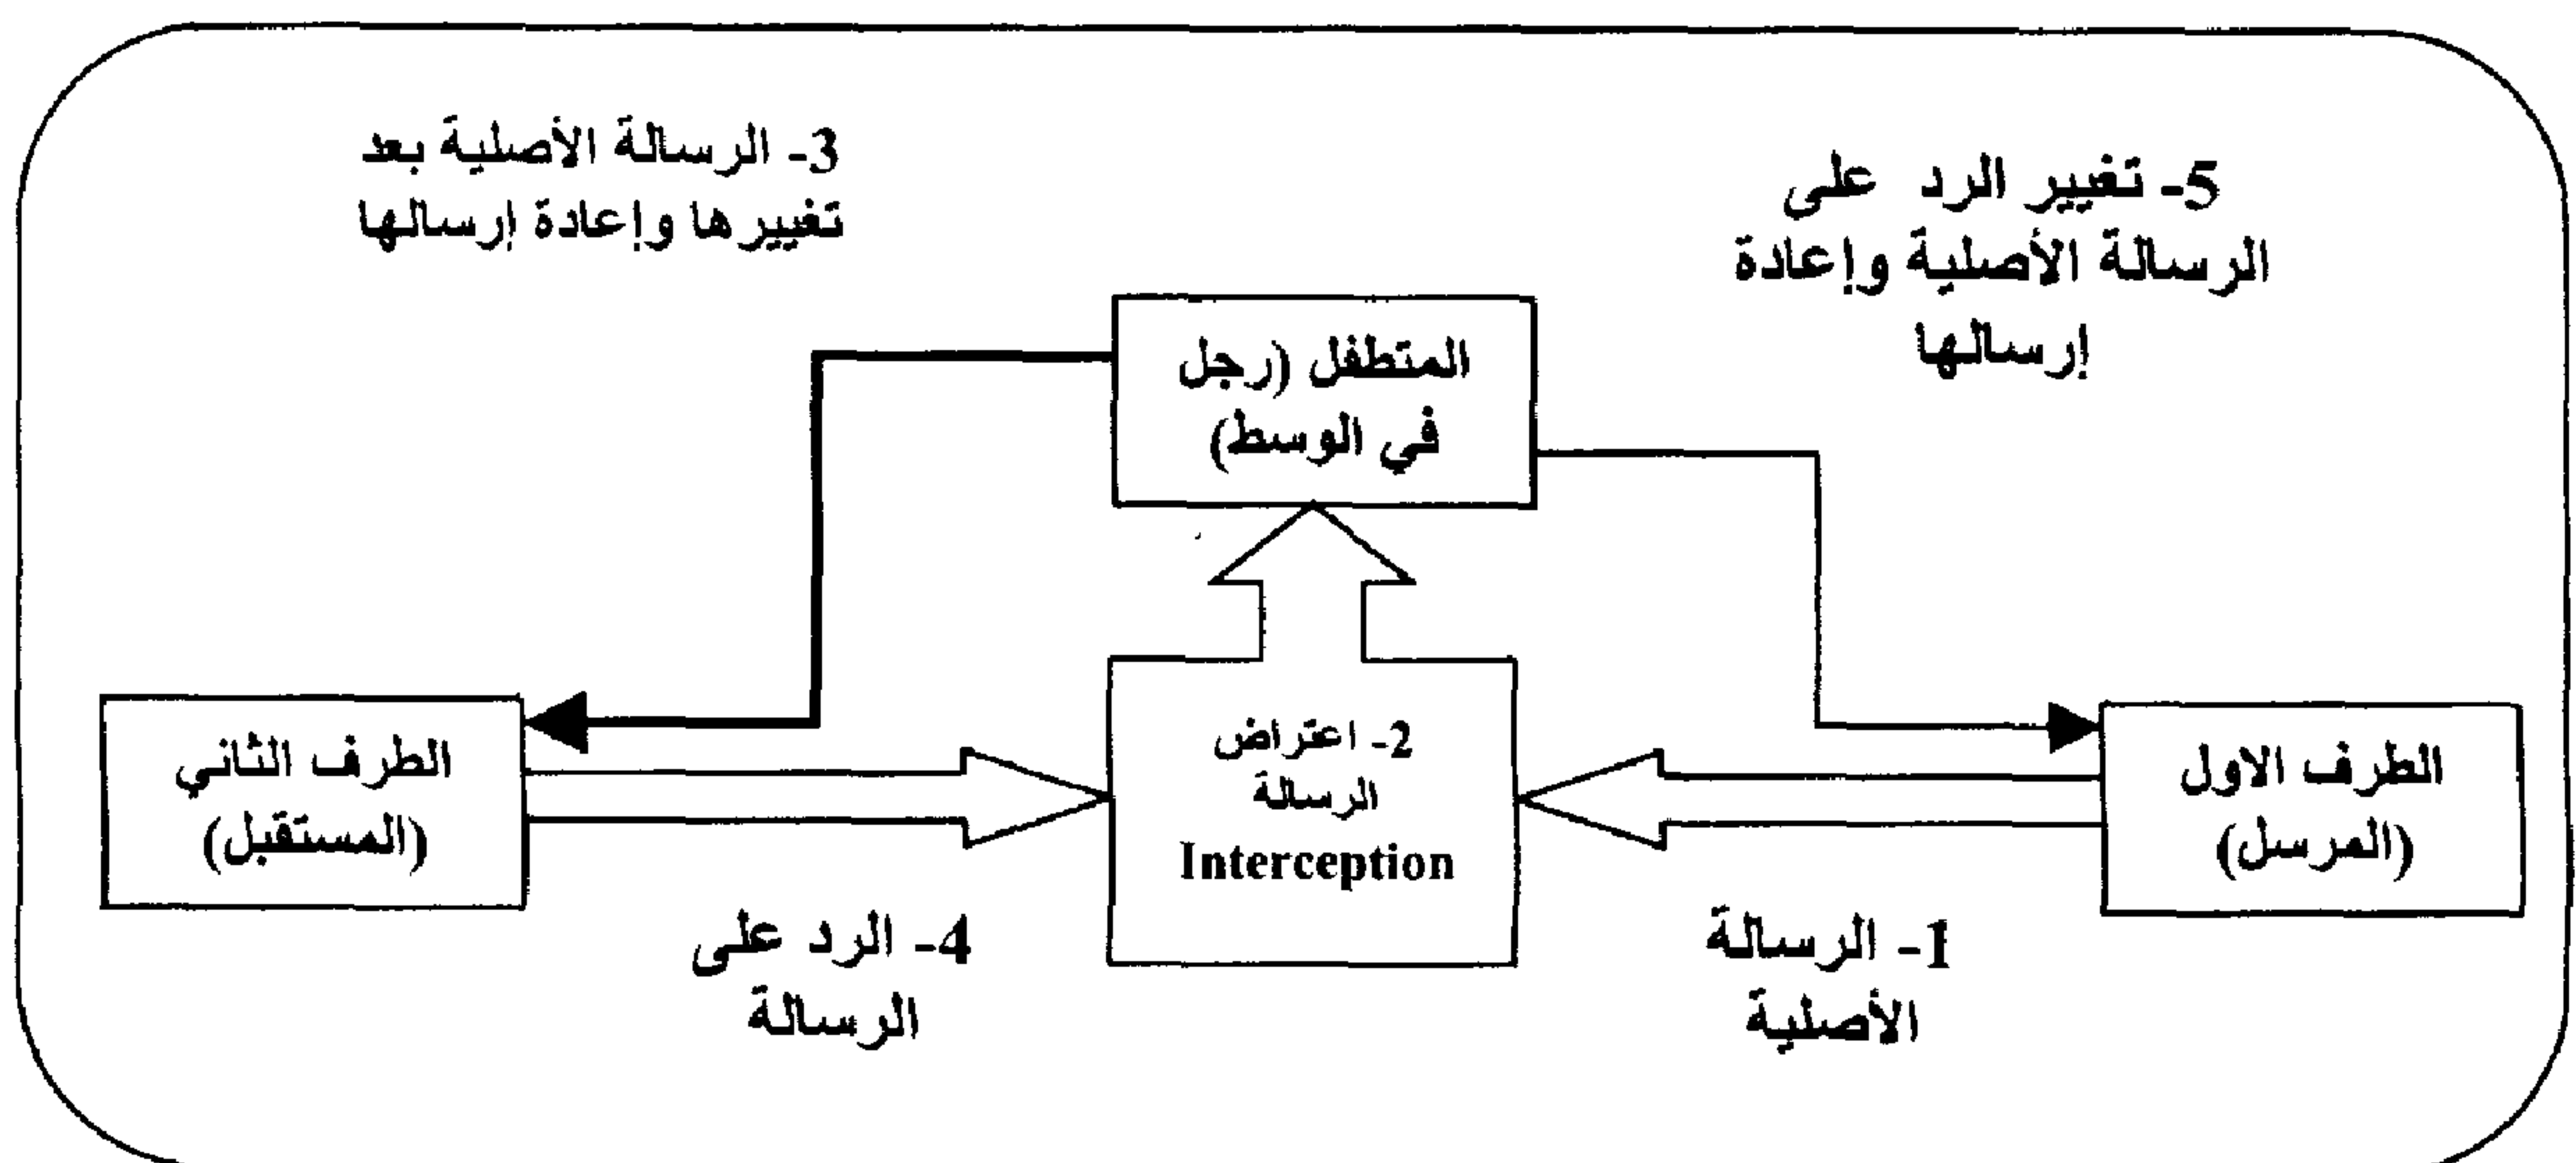 3- الرسالة الأصلية بعد
تغييرها وإعادة إرسالها
5- تغيير الرد على
الرسالة الأصلية وإعادة
إرسالها
المتطفل (رجل
في الوسط)
2- اعتراض
الرسالة
Interception
الطرف الاول
(المرسل)
الطرف الثاني
(المستقبل)
1- الرسالة
الأصلية
4- الرد على
الرسالة